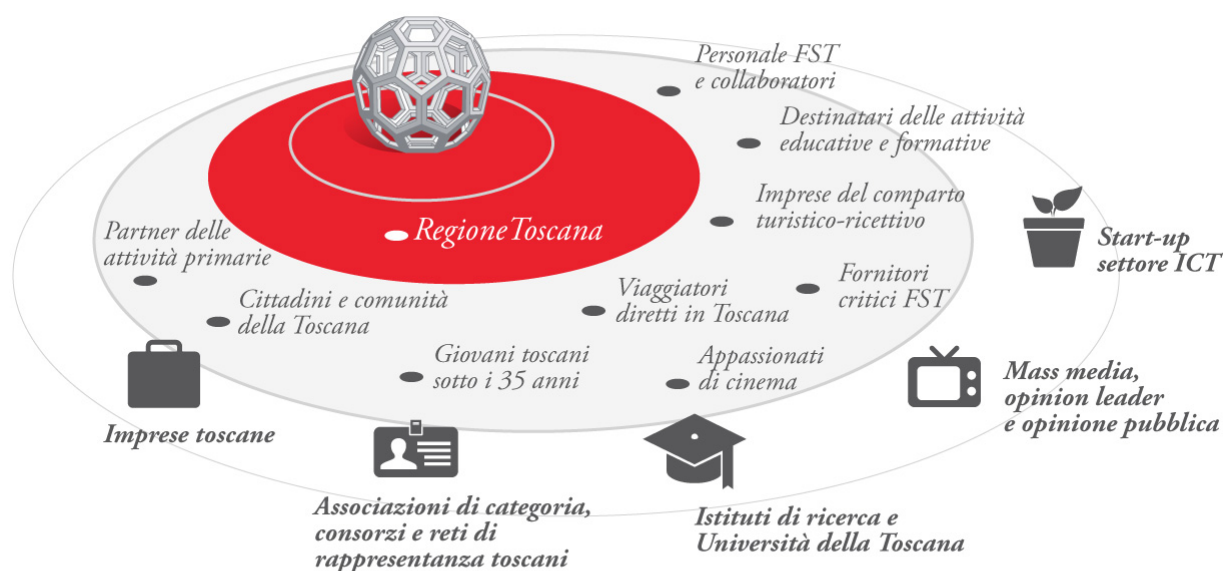 Personale FST
e collaboratori
Destinatari delle attività
educative e formative
Imprese del comparto
turistico-ricettivo
Regione Toscana
Partner delle
attività primarie
Start-up
settore ICT
Fornitori
critici FST
Viaggiatori
diretti in Toscana
Cittadini e comunità
della Toscana
Giovani toscani
sotto i 35 anni
Appassionati
di cinema
Mass media,
opinion leader
e opinione pubblica
Imprese toscane
Associazioni di categoria,
consorzi e reti di
rappresentanza toscani
Istituti di ricerca e
Università della Toscana